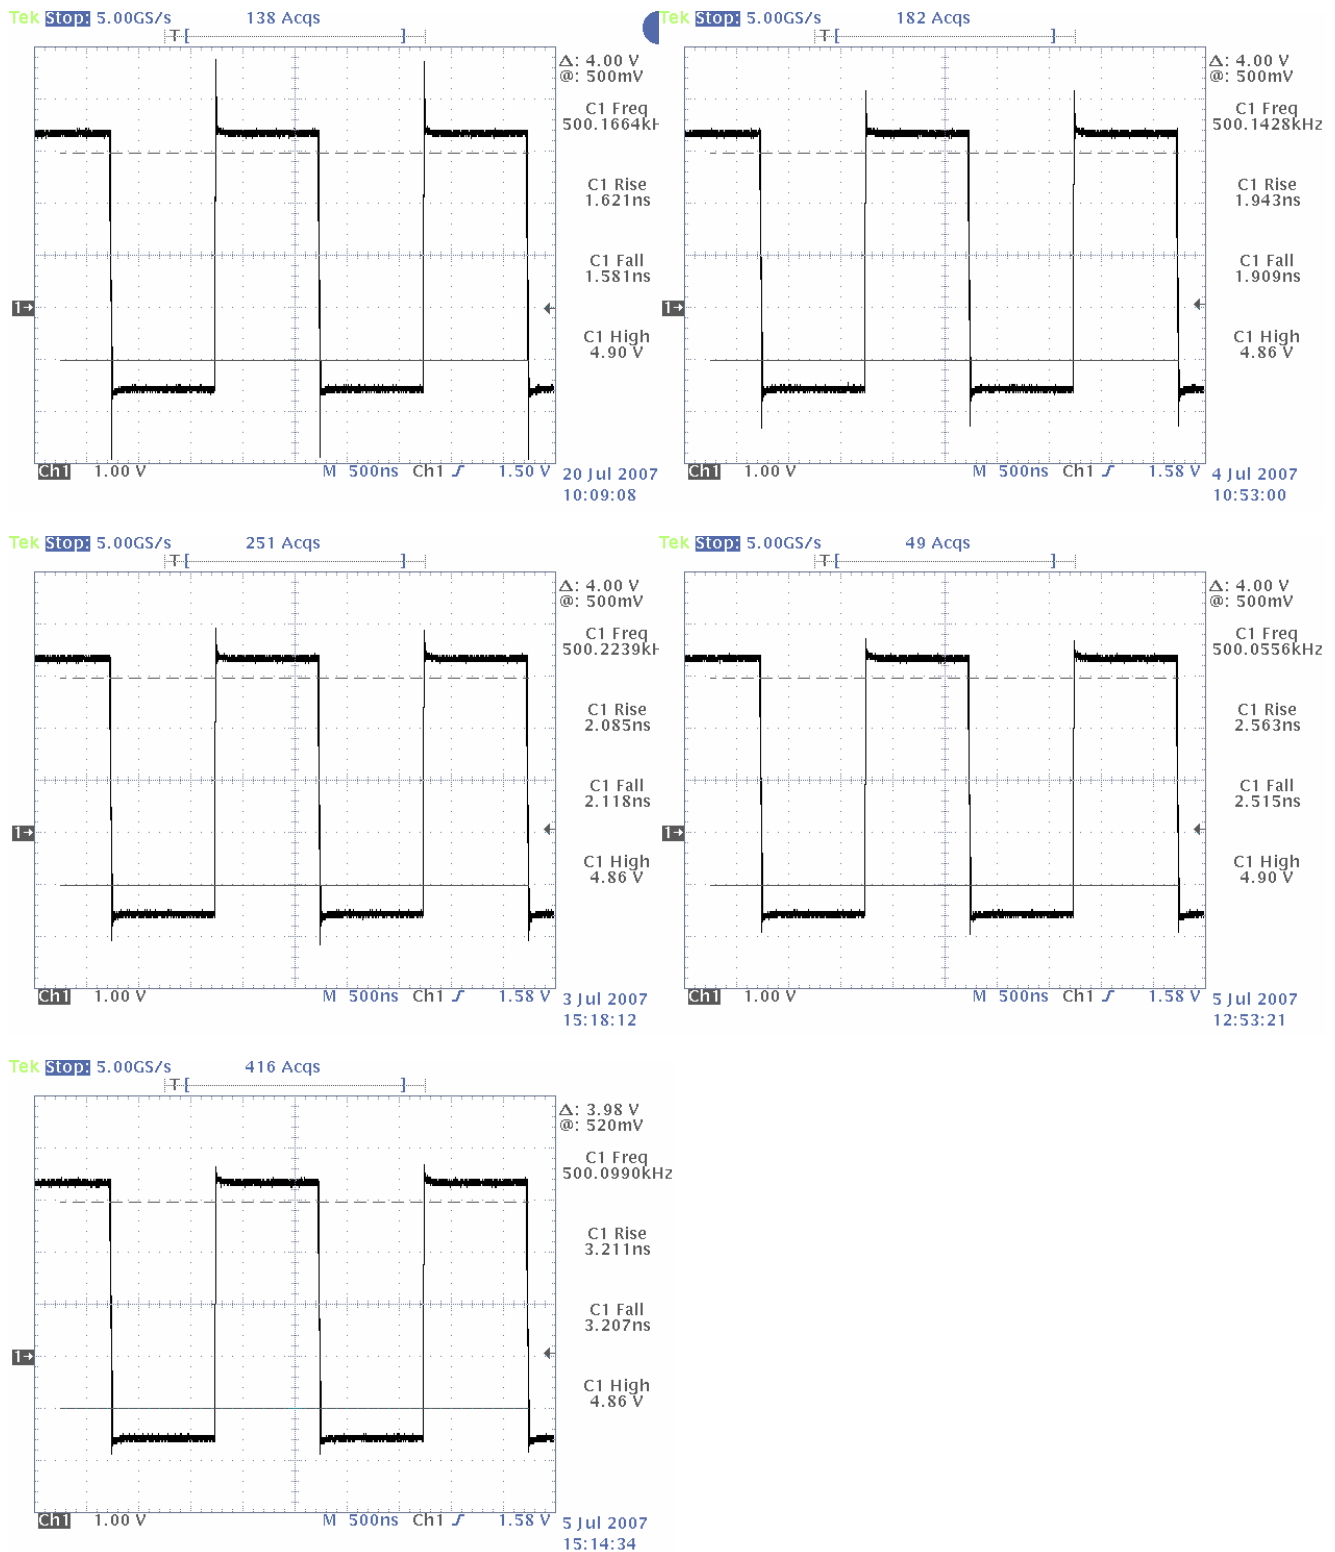 Tek Stop: 5.00GS/s 138 Acqs
T
Δ: 4.00 V
@: 500mV
C1 Freq
500.1664kH
C1 Rise
1.621ns
C1 Fall
1.581ns
C1 High
4.90 V
1→
Ch1 1.00 V M 500ns Ch1 1.50 V
20 Jul 2007
10:09:08
Tek Stop: 5.00GS/s 182 Acqs
T
Δ: 4.00 V
@: 500mV
C1 Freq
500.1428kHz
C1 Rise
1.943ns
C1 Fall
1.909ns
C1 High
4.86 V
1→
Ch1 1.00 V M 500ns Ch1 1.58 V
4 Jul 2007
10:53:00
Tek Stop: 5.00GS/s 251 Acqs
T
Δ: 4.00 V
@: 500mV
C1 Freq
500.2239kH
C1 Rise
2.085ns
C1 Fall
2.118ns
C1 High
4.86 V
1→
Ch1 1.00 V M 500ns Ch1 1.58 V
3 Jul 2007
15:18:12
Tek Stop: 5.00GS/s 49 Acqs
T
Δ: 4.00 V
@: 500mV
C1 Freq
500.0556kHz
C1 Rise
2.563ns
C1 Fall
2.515ns
C1 High
4.90 V
1→
Ch1 1.00 V M 500ns Ch1 1.58 V
5 Jul 2007
12:53:21
Tek Stop: 5.00GS/s 416 Acqs
T
Δ: 3.98 V
@: 520mV
C1 Freq
500.0990kHz
C1 Rise
3.211ns
C1 Fall
3.207ns
C1 High
4.86 V
1→
Ch1 1.00 V M 500ns Ch1 1.58 V
5 Jul 2007
15:14:34